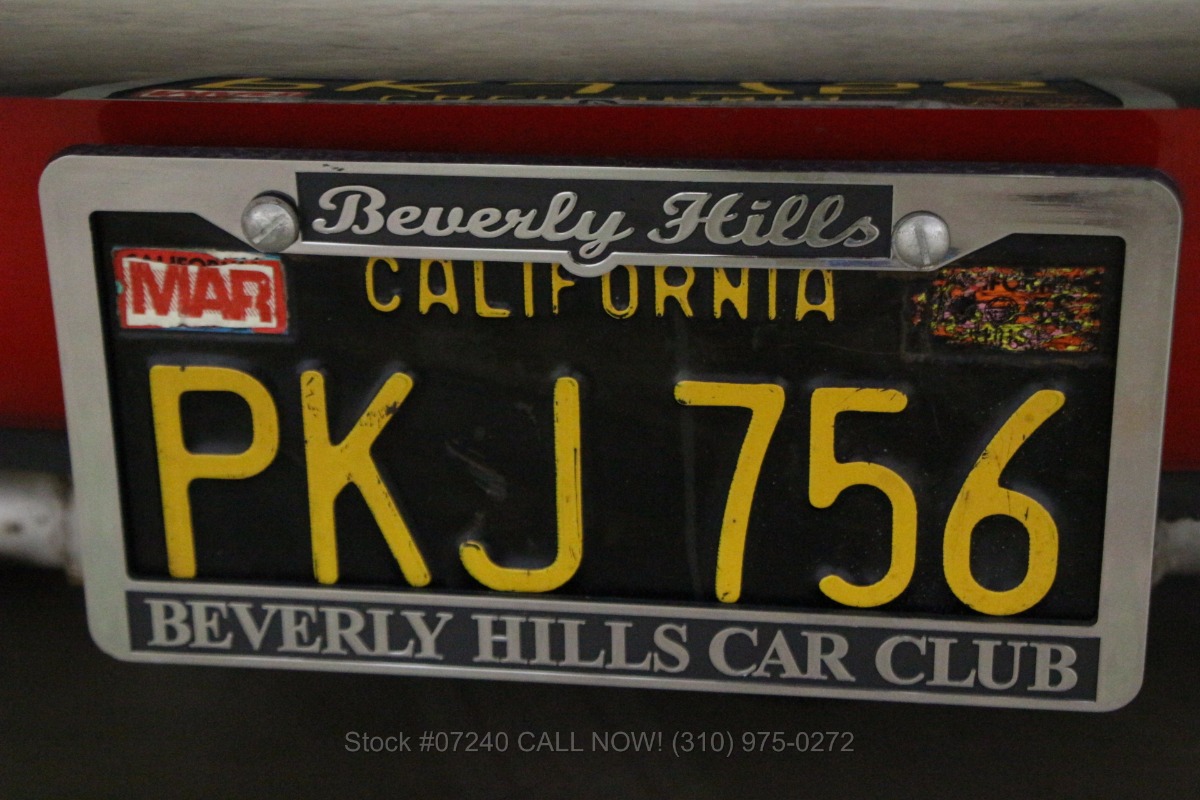 Beverly Hills
CALIFORNIA
MAR
PKJ 756
BEVERLY HILLS CAR CLUB
Stock #07240 CALL NOW! (310) 975-0272